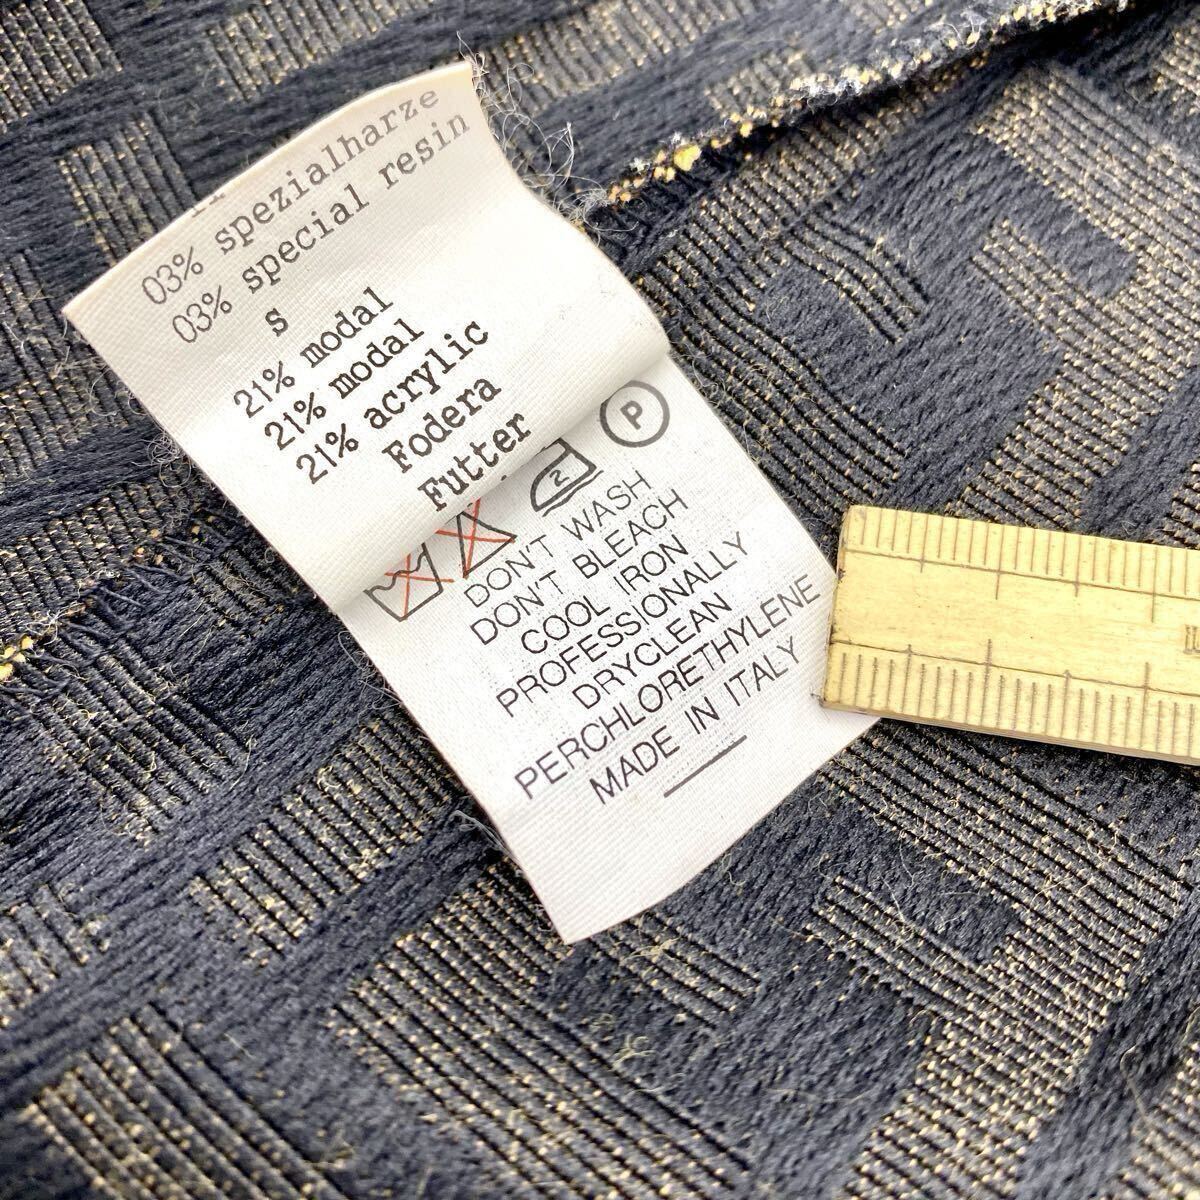 03% spezialharze
03% special resin
s
21% modal
21% modal
21% acrylic
Fodera
Futter
2
P
DON'T WASH
DON'T BLEACH
COOL IRON
PROFESSIONALLY
DRYCLEAN
PERCHLORETHYLENE
MADE IN ITALY